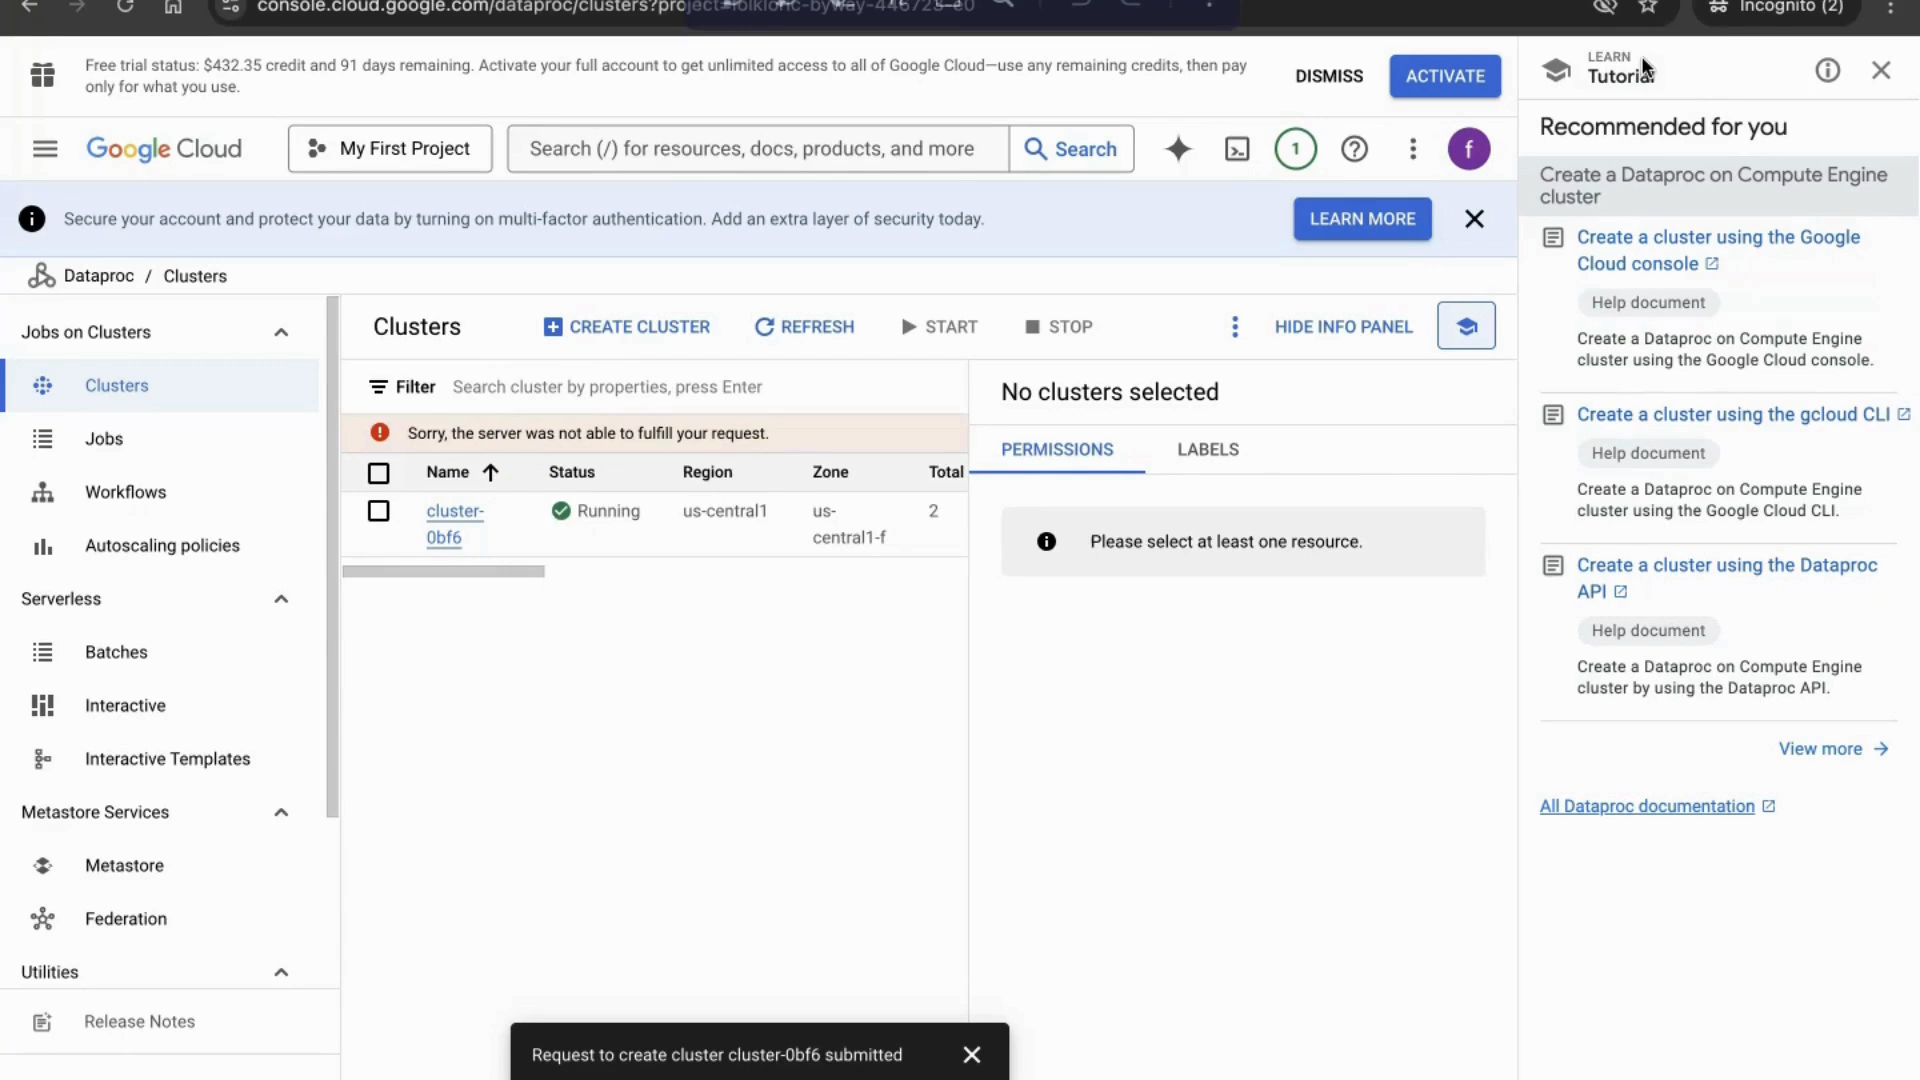 console.cloud.google.com/dataproc/clusters?project=folkloric-byway-
Incognito (2)
Free trial status: $432.35 credit and 91 days remaining. Activate your full account to get unlimited access to all of Google Cloud—use any remaining credits, then pay
only for what you use.
DISMISS
ACTIVATE
Google Cloud
My First Project
Search (/) for resources, docs, products, and more
Search
1
f
Secure your account and protect your data by turning on multi-factor authentication. Add an extra layer of security today.
LEARN MORE
Dataproc / Clusters
Jobs on Clusters
Clusters
Jobs
Workflows
Autoscaling policies
Serverless
Batches
Interactive
Interactive Templates
Metastore Services
Metastore
Federation
Utilities
Release Notes
Clusters
CREATE CLUSTER
REFRESH
START
STOP
HIDE INFO PANEL
Filter Search cluster by properties, press Enter
Sorry, the server was not able to fulfill your request.
Name Status Region Zone Total
cluster- Running us-central1 us- 2
0bf6 central1-f
No clusters selected
PERMISSIONS LABELS
Please select at least one resource.
Request to create cluster cluster-0bf6 submitted
LEARN
Tutorial
Recommended for you
Create a Dataproc on Compute Engine
cluster
Create a cluster using the Google
Cloud console
Help document
Create a Dataproc on Compute Engine
cluster using the Google Cloud console.
Create a cluster using the gcloud CLI
Help document
Create a Dataproc on Compute Engine
cluster using the Google Cloud CLI.
Create a cluster using the Dataproc
API
Help document
Create a Dataproc on Compute Engine
cluster by using the Dataproc API.
View more
All Dataproc documentation